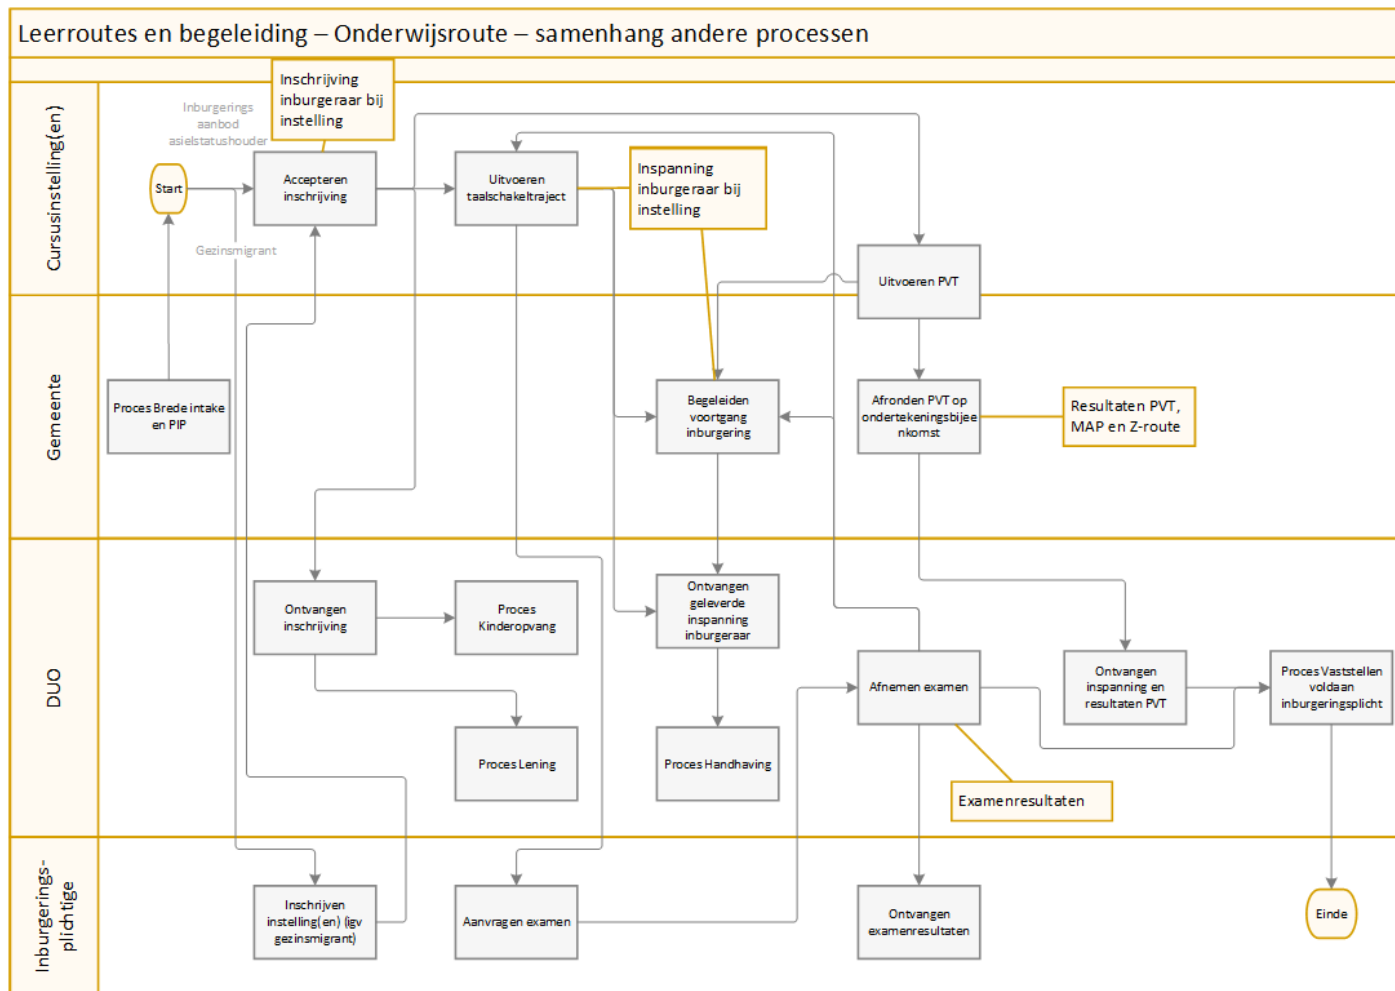 Leerroutes en begeleiding – Onderwijsroute – samenhang andere processen
Cursusinstelling(en)
Inburgerings
aanbod
asielstatushouder
Inschrijving
inburgeraar bij
instelling
Start
Accepteren
inschrijving
Uitvoeren
taalschakeltraject
Inspanning
inburgeraar bij
instelling
Gezinsmigrant
Uitvoeren PVT
Gemeente
Proces Brede intake
en PIP
Begeleiden
voortgang
inburgering
Afronden PVT op
ondertekeningsbijee
nkomst
Resultaten PVT,
MAP en Z-route
DUO
Ontvangen
inschrijving
Proces
Kinderopvang
Ontvangen
geleverde
inspanning
inburgeraar
Afnemen examen
Ontvangen
inspanning en
resultaten PVT
Proces Vaststellen
voldaan
inburgeringsplicht
Proces Lening
Proces Handhaving
Examenresultaten
Inburgerings-
plichtige
Inschrijven
instelling(en) (igv
gezinsmigrant)
Aanvragen examen
Ontvangen
examenresultaten
Einde